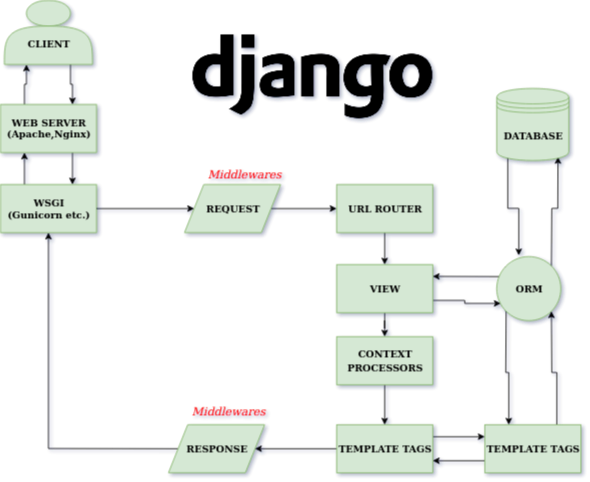 django
CLIENT
WEB SERVER
(Apache,Nginx)
DATABASE
WSGI
(Gunicorn etc.)
Middlewares
REQUEST
URL ROUTER
VIEW
ORM
CONTEXT
PROCESSORS
Middlewares
RESPONSE
TEMPLATE TAGS
TEMPLATE TAGS